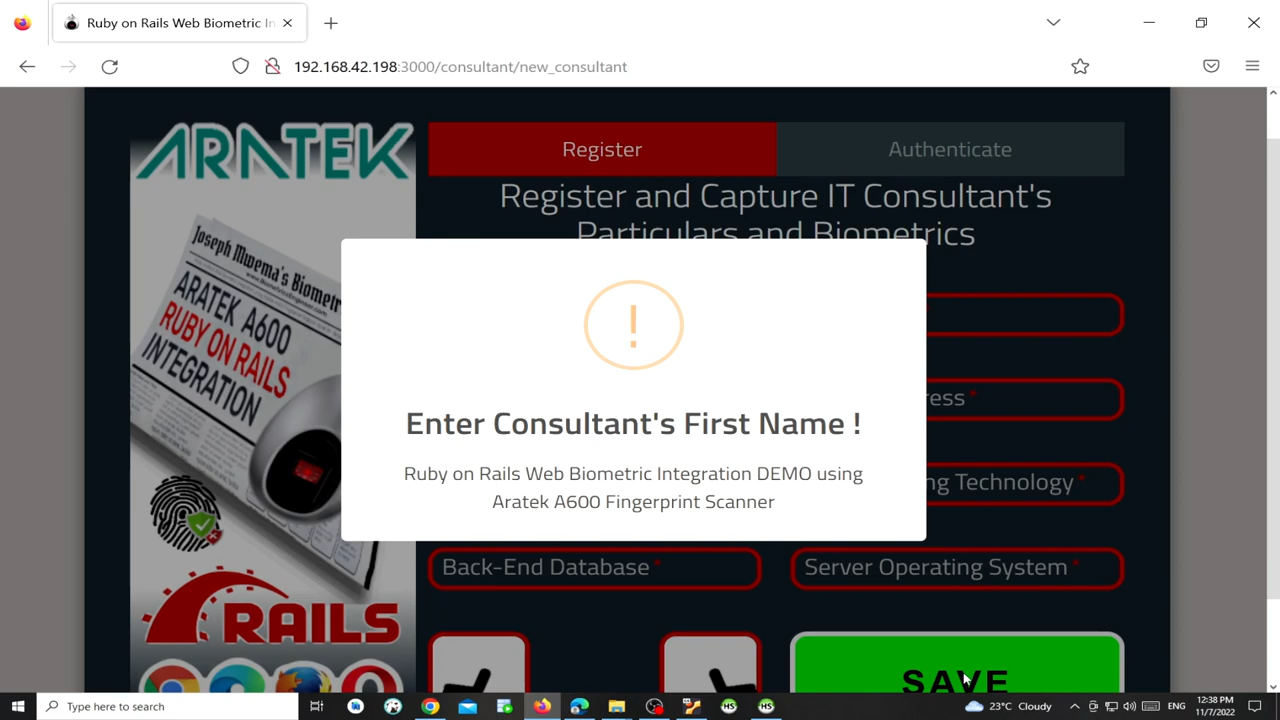 Ruby on Rails Web Biometric In
192.168.42.198:3000/consultant/new_consultant
ARATEK
Joseph Mwema's Biometri
ARATEK A600
RUBY ON RAILS
INTEGRATION
RAILS
Register
Authenticate
Register and Capture IT Consultant's
Particulars and Biometrics
!
Enter Consultant's First Name !
Ruby on Rails Web Biometric Integration DEMO using
Aratek A600 Fingerprint Scanner
ress *
ng Technology *
Back-End Database *
Server Operating System *
SAVE
Type here to search
HS
HS
23°C Cloudy
ENG
12:38 PM
11/7/2022